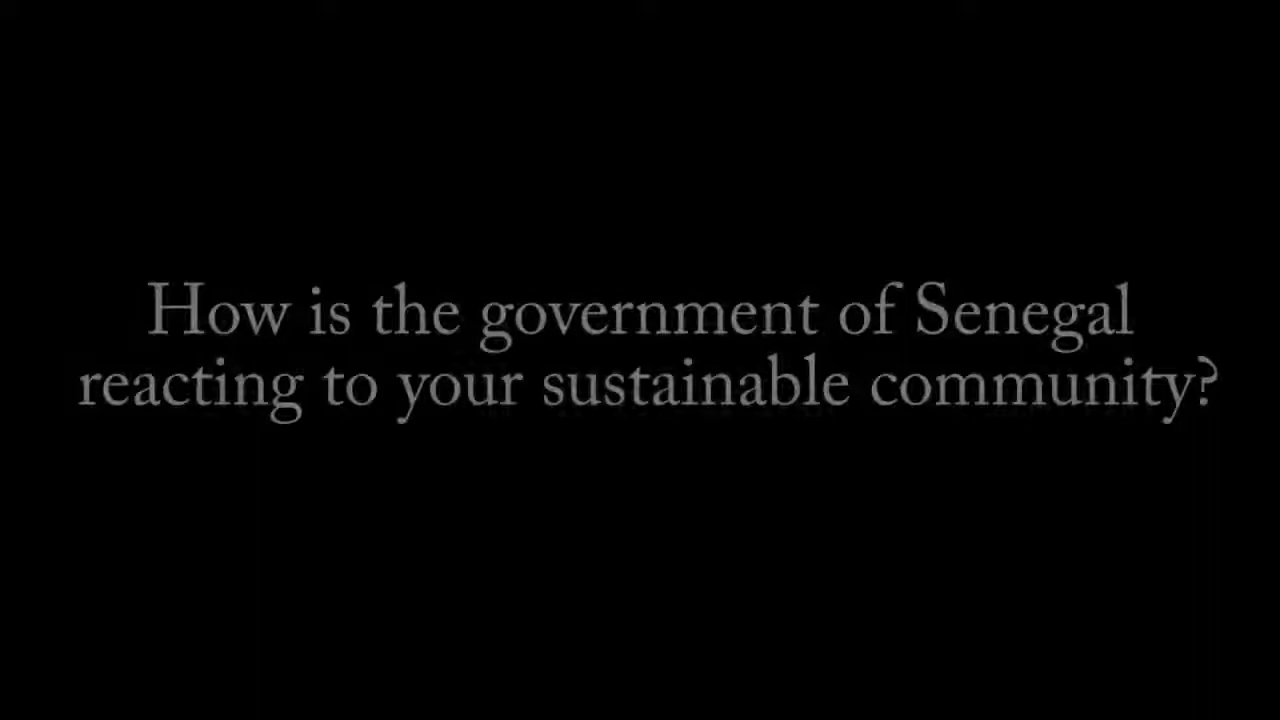 How is the government of Senegal
reacting to your sustainable community?